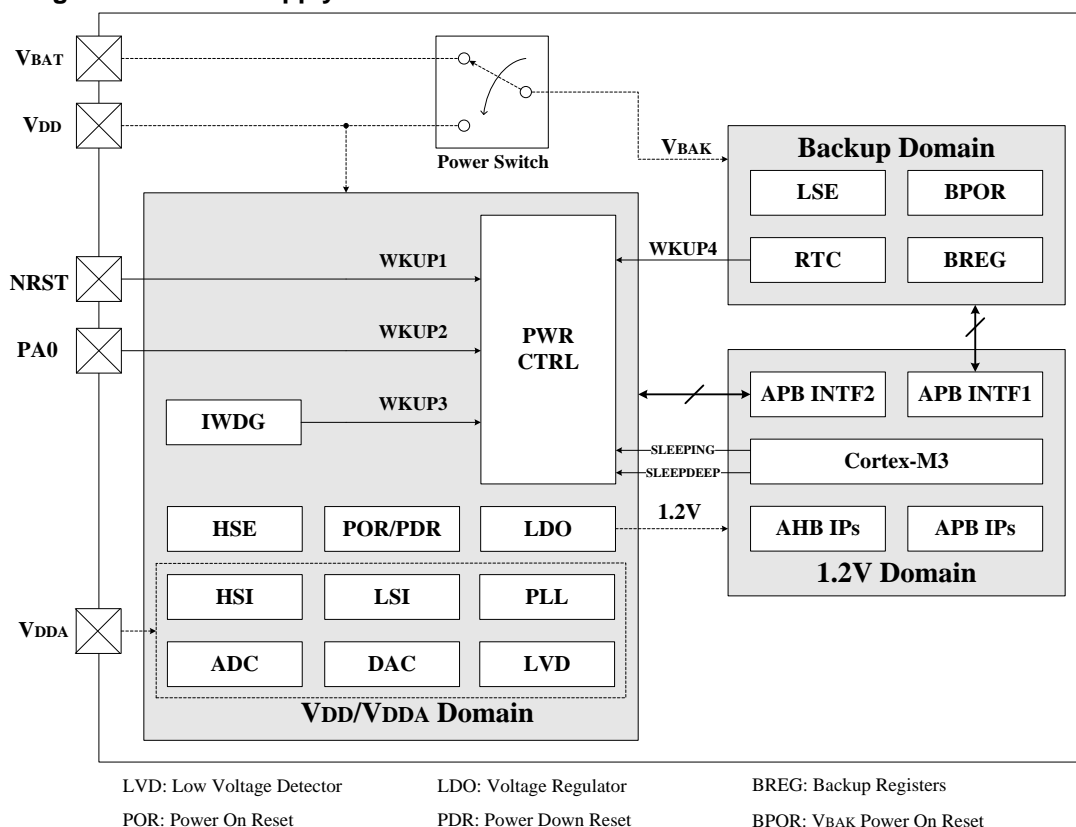 VBAT
VDD
Power Switch
VBAK
Backup Domain
LSE
BPOR
RTC
BREG
WKUP4
NRST
WKUP1
PA0
WKUP2
PWR
CTRL
IWDG
WKUP3
APB INTF2
APB INTF1
SLEEPING
SLEEPDEEP
Cortex-M3
HSE
POR/PDR
LDO
1.2V
AHB IPs
APB IPs
1.2V Domain
HSI
LSI
PLL
VDDA
ADC
DAC
LVD
VDD/VDDA Domain
LVD: Low Voltage Detector
LDO: Voltage Regulator
BREG: Backup Registers
POR: Power On Reset
PDR: Power Down Reset
BPOR: VBAK Power On Reset